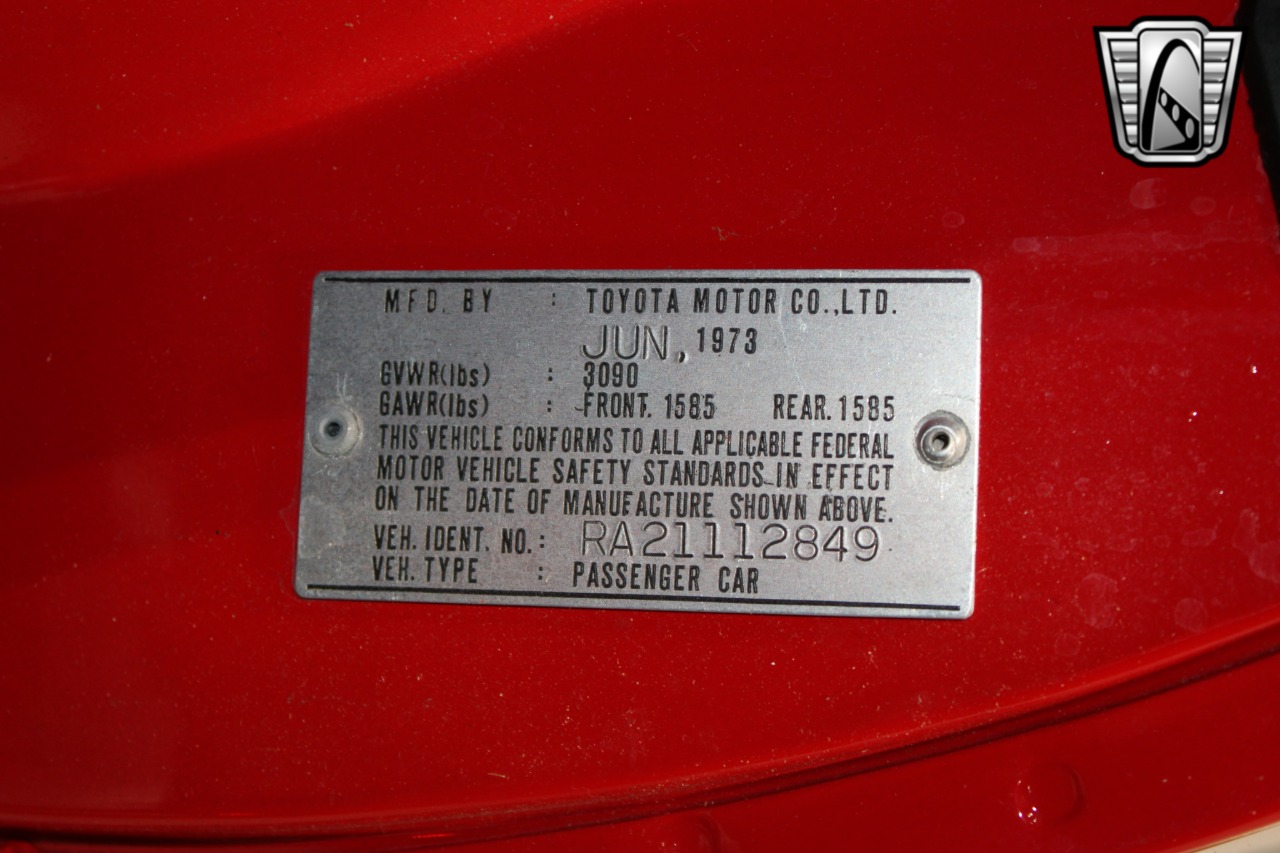 MFD. BY : TOYOTA MOTOR CO.,LTD.
JUN, 1973
GVWR(lbs) : 3090
GAWR(lbs) : FRONT. 1585 REAR. 1585
THIS VEHICLE CONFORMS TO ALL APPLICABLE FEDERAL
MOTOR VEHICLE SAFETY STANDARDS IN EFFECT
ON THE DATE OF MANUFACTURE SHOWN ABOVE.
VEH. IDENT. NO.: RA21112849
VEH. TYPE : PASSENGER CAR